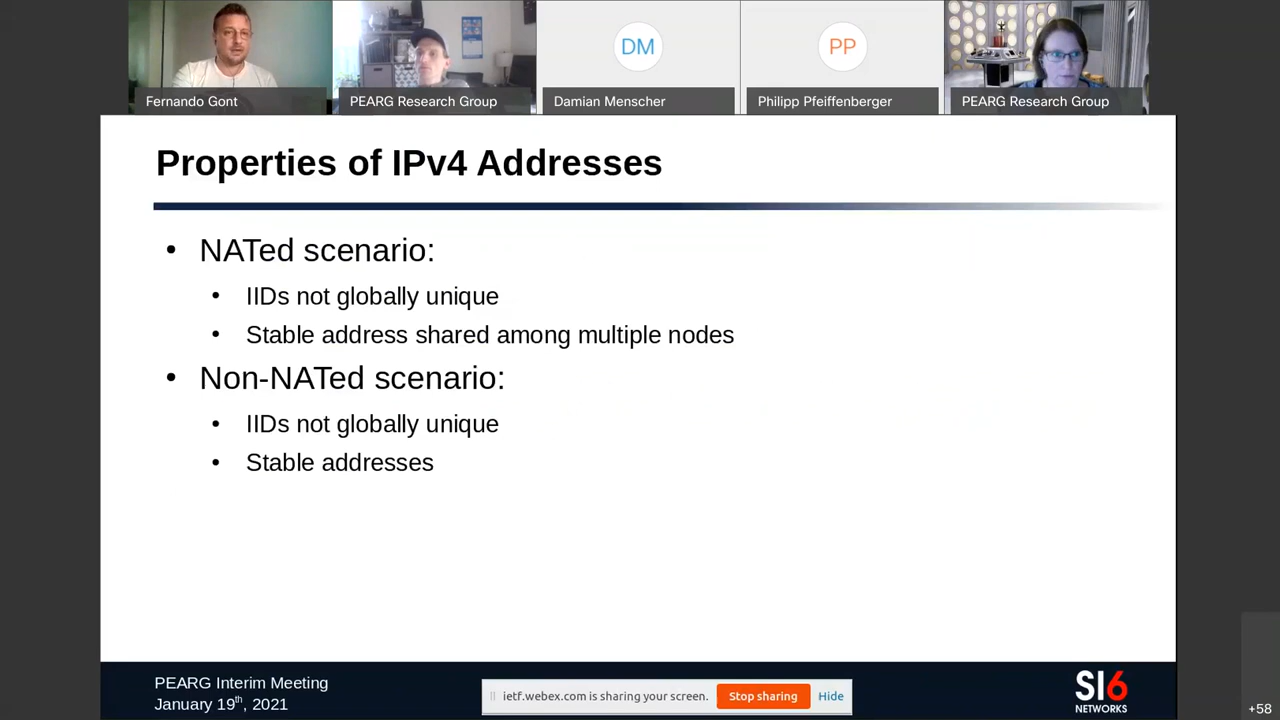 DM
PP
Fernando Gont
PEARG Research Group
Damian Menscher
Philipp Pfeiffenberger
PEARG Research Group
Properties of IPv4 Addresses
• NATed scenario:
• IIDs not globally unique
• Stable address shared among multiple nodes
• Non-NATed scenario:
• IIDs not globally unique
• Stable addresses
PEARG Interim Meeting
January 19th, 2021
ietf.webex.com is sharing your screen.
Stop sharing
Hide
SI6
NETWORKS
+58